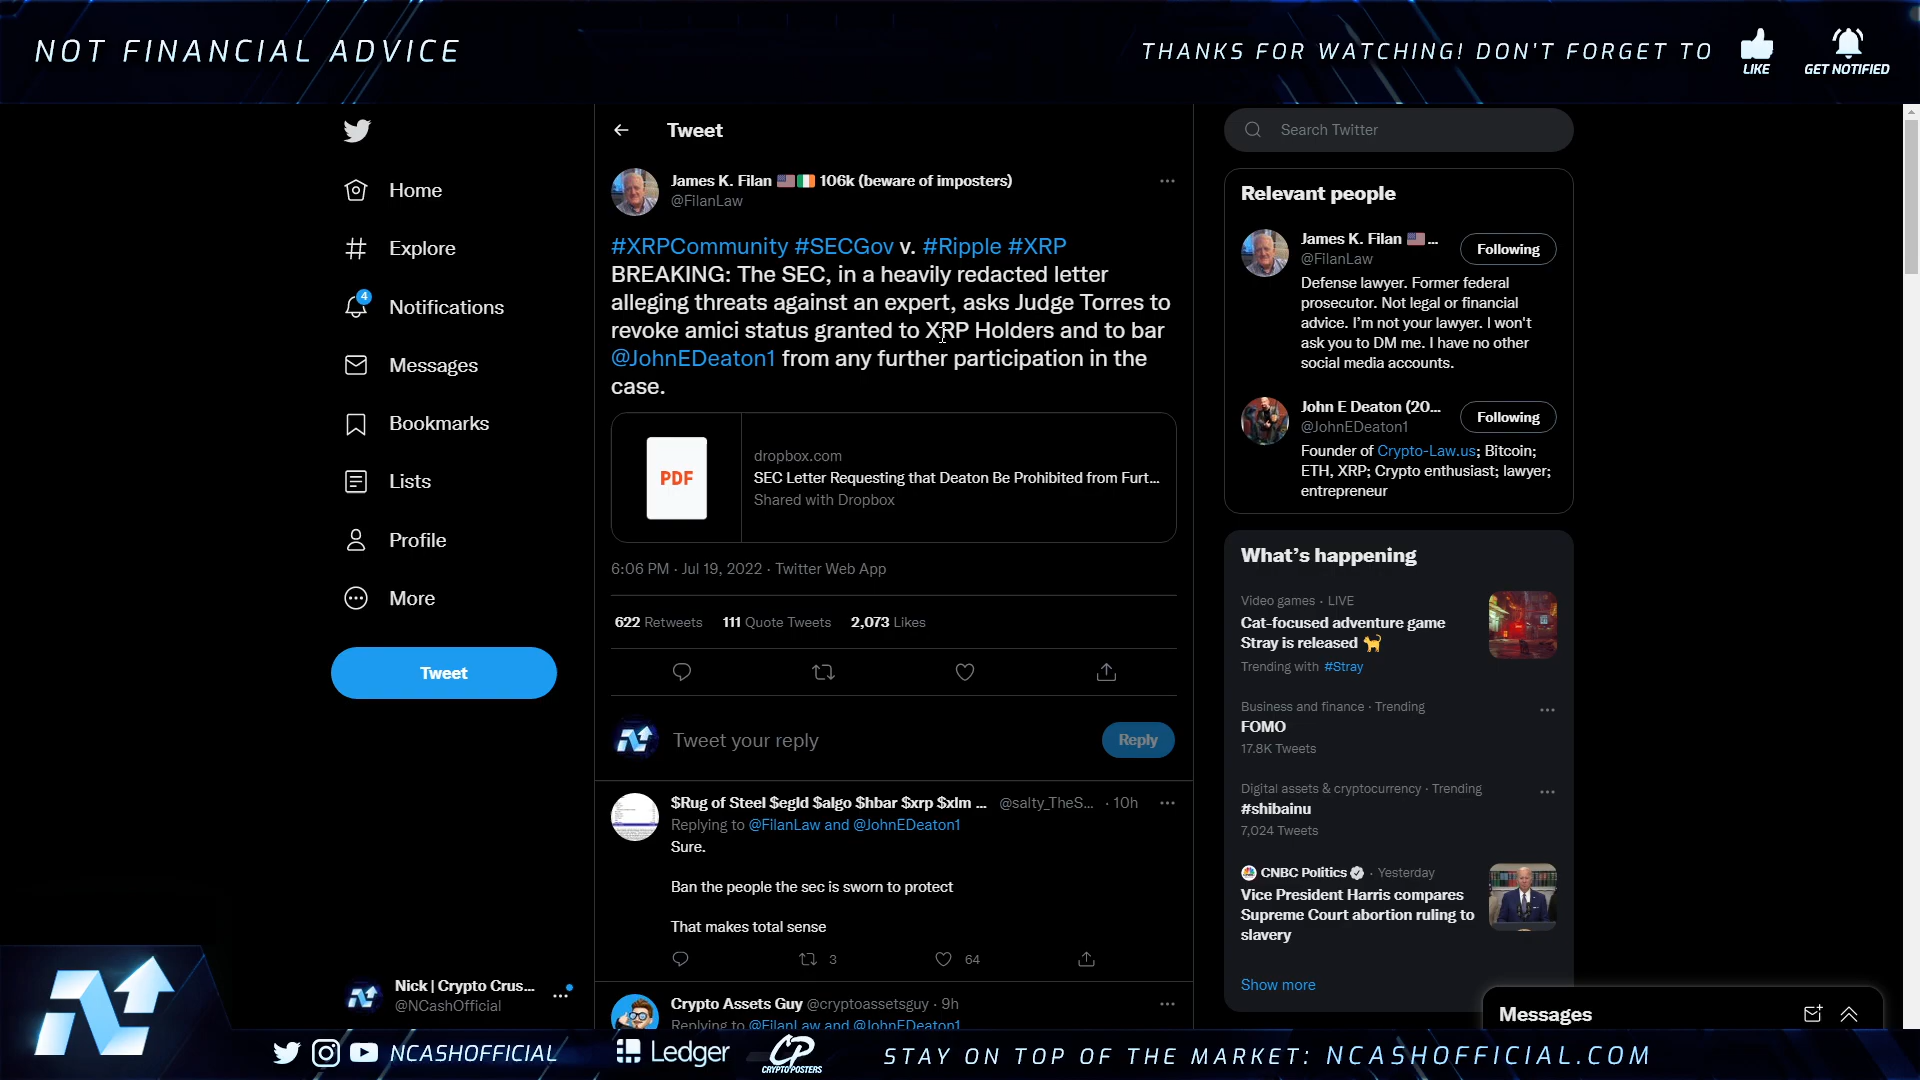 NOT FINANCIAL ADVICE
THANKS FOR WATCHING! DON'T FORGET TO
LIKE
GET NOTIFIED
Home
Explore
4
Notifications
Messages
Bookmarks
Lists
Profile
More
Tweet
Nick | Crypto Crus...
@NCashOfficial
Tweet
James K. Filan 🇺🇸🇮🇪 106k (beware of imposters)
@FilanLaw
#XRPCommunity #SECGov v. #Ripple #XRP
BREAKING: The SEC, in a heavily redacted letter
alleging threats against an expert, asks Judge Torres to
revoke amici status granted to XRP Holders and to bar
@JohnEDeaton1 from any further participation in the
case.
PDF
dropbox.com
SEC Letter Requesting that Deaton Be Prohibited from Furt...
Shared with Dropbox
6:06 PM · Jul 19, 2022 · Twitter Web App
622 Retweets 111 Quote Tweets 2,073 Likes
Tweet your reply
Reply
$Rug of Steel $egld $algo $hbar $xrp $xlm ... @salty_TheS... · 10h
Replying to @FilanLaw and @JohnEDeaton1
Sure.
Ban the people the sec is sworn to protect
That makes total sense
3
64
Crypto Assets Guy @cryptoassetsguy · 9h
Replying to @FilanLaw and @JohnEDeaton1
Search Twitter
Relevant people
James K. Filan 🇺🇸 ...
@FilanLaw
Following
Defense lawyer. Former federal
prosecutor. Not legal or financial
advice. I'm not your lawyer. I won't
ask you to DM me. I have no other
social media accounts.
John E Deaton (20...
@JohnEDeaton1
Following
Founder of Crypto-Law.us; Bitcoin;
ETH, XRP; Crypto enthusiast; lawyer;
entrepreneur
What's happening
Video games · LIVE
Cat-focused adventure game
Stray is released 🐈
Trending with #Stray
Business and finance · Trending
FOMO
17.8K Tweets
Digital assets & cryptocurrency · Trending
#shibainu
7,024 Tweets
CNBC Politics · Yesterday
Vice President Harris compares
Supreme Court abortion ruling to
slavery
Show more
Messages
NCASHOFFICIAL
Ledger
CP
CRYPTOPOSTERS
STAY ON TOP OF THE MARKET: NCASHOFFICIAL.COM